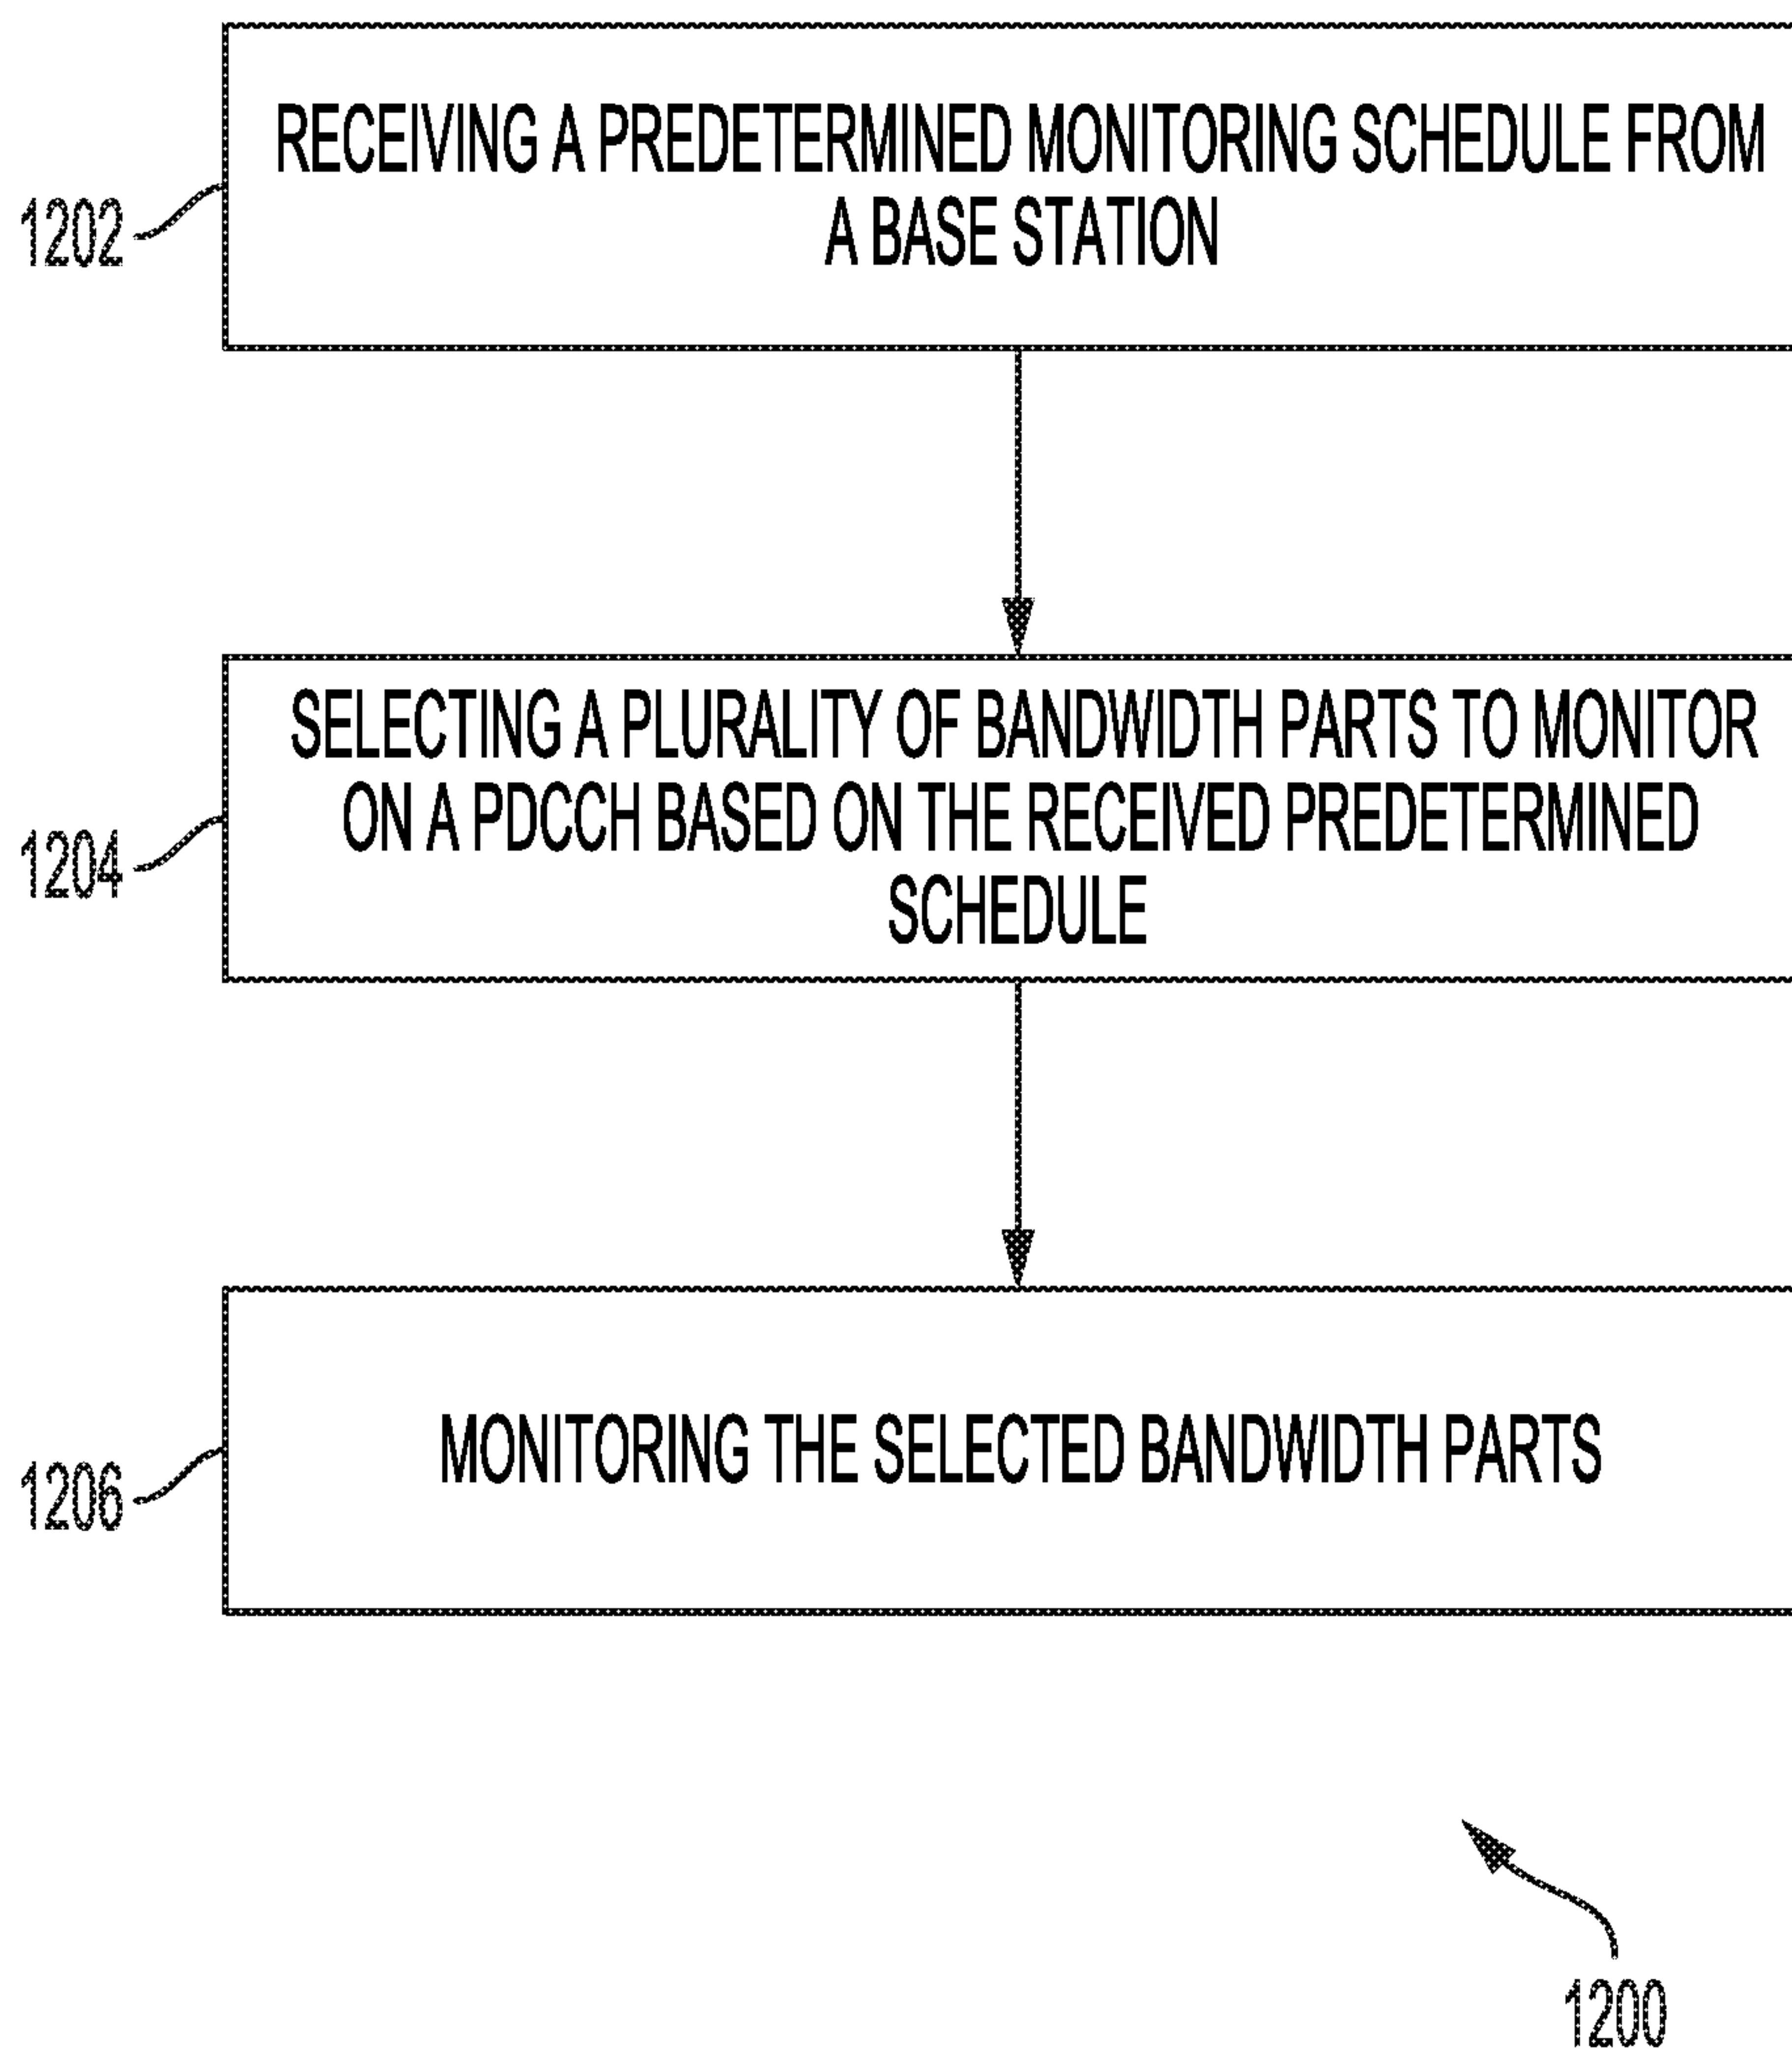 RECEIVING A PREDETERMINED MONITORING SCHEDULE FROM
A BASE STATION
1202
SELECTING A PLURALITY OF BANDWIDTH PARTS TO MONITOR
ON A PDCCH BASED ON THE RECEIVED PREDETERMINED
SCHEDULE
1204
MONITORING THE SELECTED BANDWIDTH PARTS
1206
1200